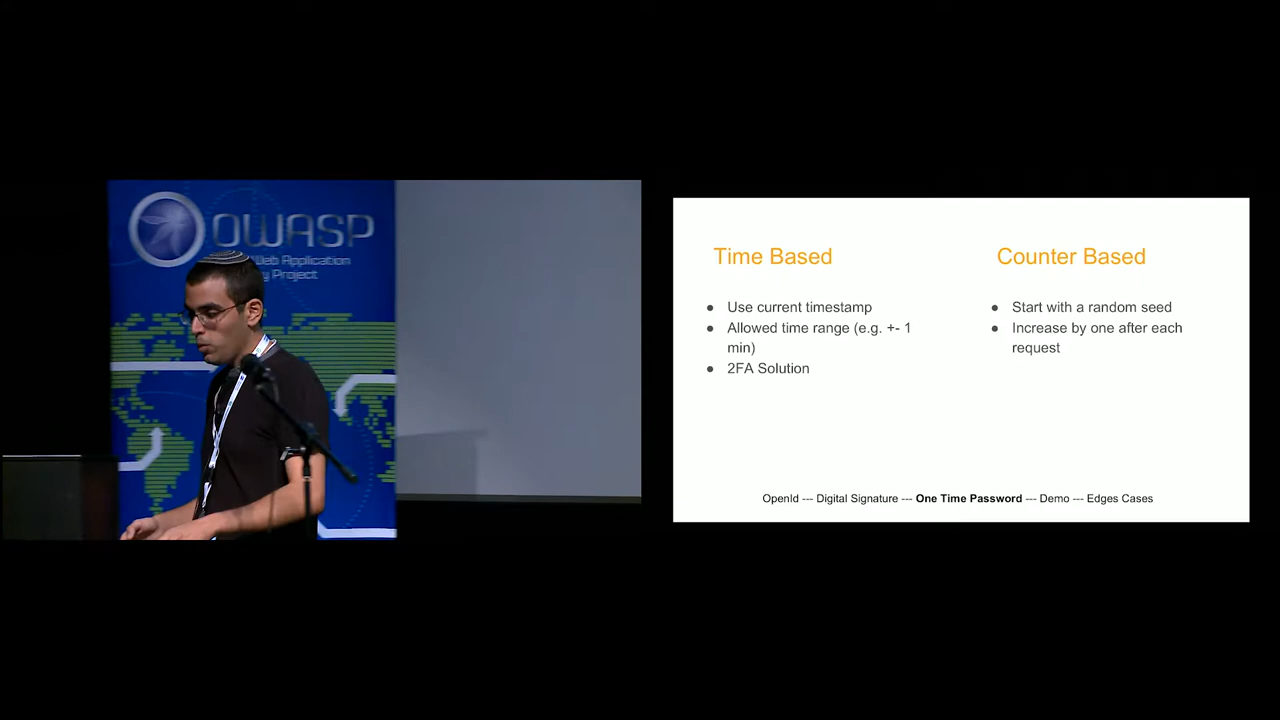 OWASP
Web Application
y Project
Time Based
● Use current timestamp
● Allowed time range (e.g. +- 1
min)
● 2FA Solution
Counter Based
● Start with a random seed
● Increase by one after each
request
OpenId --- Digital Signature --- One Time Password --- Demo --- Edges Cases